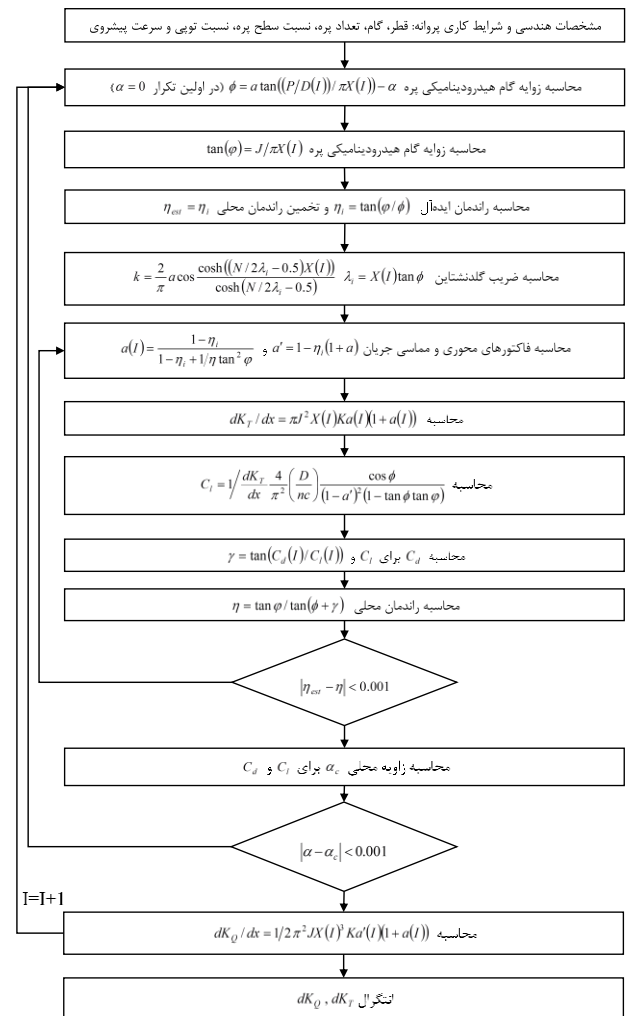 مشخصات هندسی و شرایط کاری پروانه: قطر، گام، تعداد پره، نسبت سطح پره، نسبت توپی و سرعت پیشروی
محاسبه زوایه گام هیدرودینامیکی پره ϕ = a tan((P/D(I))/πX(I)) − α (در اولین تکرار α = 0)
محاسبه زوایه گام هیدرودینامیکی پره tan(φ) = J/πX(I)
محاسبه راندمان ایده‌آل η_i = tan(φ/ϕ) و تخمین راندمان محلی η_est = η_i
محاسبه ضریب گلدنشتاین λ_i = X(I)tan ϕ k = 2/π a cos cosh((N/2λ_i − 0.5)X(I))/cosh(N/2λ_i − 0.5)
محاسبه فاکتورهای محوری و مماسی جریان a′ = 1 − η_i(1 + a) و a(I) = (1 − η_i)/(1 − η_i + 1/η tan² φ)
محاسبه dK_T/dx = πJ²X(I)Ka(I)(1 + a(I))
محاسبه C_l = 1/ dK_T/dx 4/π² (D/nc) cos ϕ/((1 − a′)²(1 − tan ϕ tan φ))
محاسبه C_d برای C_l و γ = tan(C_d(I)/C_l(I))
محاسبه راندمان محلی η = tan φ/tan(ϕ + γ)
|η_est − η| < 0.001
محاسبه زاویه محلی α_c برای C_l و C_d
|α − α_c| < 0.001
I=I+1
محاسبه dK_Q/dx = 1/2 π²JX(I)³Ka′(I)(1 + a(I))
انتگرال dK_Q , dK_T